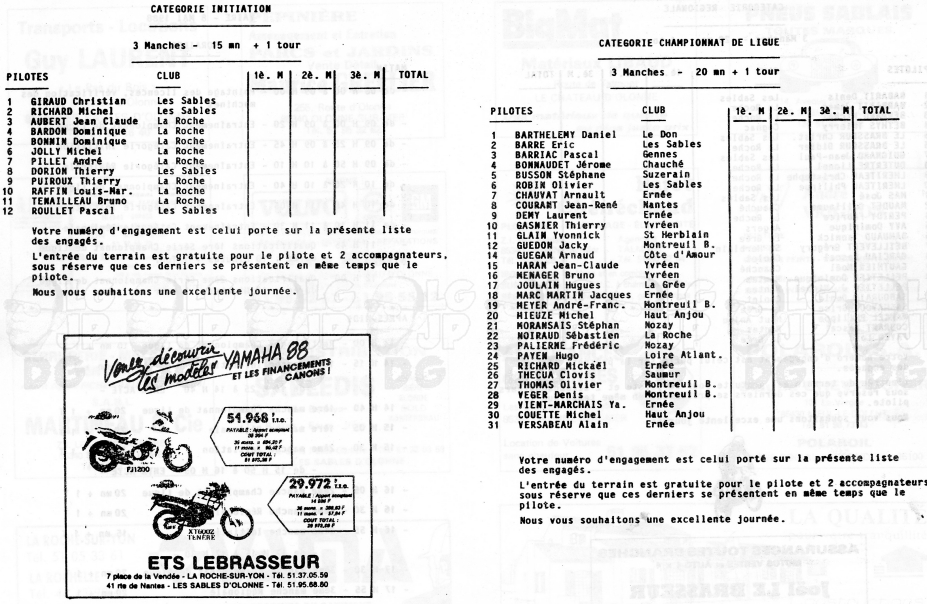 CATEGORIE INITIATION
3 Manches - 15 mn + 1 tour
PILOTES CLUB 1è. M 2è. M 3è. M TOTAL
1 GIRAUD Christian Les Sables
2 RICHARD Michel Les Sables
3 AUBERT Jean Claude La Roche
4 BARDON Dominique La Roche
5 BONNIN Dominique La Roche
6 JOLLY Michel La Roche
7 PILLET André La Roche
8 DORION Thierry Les Sables
9 PUIROUX Thierry La Roche
10 RAFFIN Louis-Mar. La Roche
11 TENAILLEAU Bruno La Roche
12 ROULLET Pascal Les Sables
Votre numéro d'engagement est celui porte sur la présente liste
des engagés.
L'entrée du terrain est gratuite pour le pilote et 2 accompagnateurs,
sous réserve que ces derniers se présentent en même temps que le
pilote.
Nous vous souhaitons une excellente journée.
Venez découvrir
les modèles YAMAHA 88
ET LES FINANCEMENTS
CANONS !
51.968 F T.T.C.
PAYABLE : Apport acceptant
COUT TOTAL :
FJ1200
29.972 F T.T.C.
PAYABLE : Apport acceptant
COUT TOTAL :
XT600Z
TÉNÉRÉ
ETS LEBRASSEUR
7 place de la Vendée - LA ROCHE-SUR-YON - Tél. 51.37.05.59
41 rte de Nantes - LES SABLES D'OLONNE - Tél. 51.95.68.80
CATEGORIE CHAMPIONNAT DE LIGUE
3 Manches - 20 mn + 1 tour
PILOTES CLUB 1è. M 2è. M 3è. M TOTAL
1 BARTHELEMY Daniel Le Don
2 BARRE Eric Les Sables
3 BARRIAC Pascal Gennes
4 BONNAUDET Jérome Chauché
5 BUSSON Stéphane Suzerain
6 ROBIN Olivier Les Sables
7 CHAUVAT Arnault Ernée
8 COURANT Jean-René Nantes
9 DEMY Laurent Ernée
10 GASNIER Thierry Yvréen
11 GLAIN Yvonnick St Herblain
12 GUEDON Jacky Montreuil B.
14 GUEGAN Arnaud Côte d'Amour
15 HARAN Jean-Claude Yvréen
16 MENAGER Bruno Yvréen
17 JOULAIN Hugues La Grée
18 MARC MARTIN Jacques Ernée
19 MEYER André-Franc. Montreuil B.
20 MIEUZE Michel Haut Anjou
21 MORANSAIS Stéphan Nozay
22 NOIRAUD Sébastien La Roche
23 PALIERNE Frédéric Nozay
24 PAYEN Hugo Loire Atlant.
25 RICHARD Mickaël Ernée
26 THECUA Clovis Saumur
27 THOMAS Olivier Montreuil B.
28 VEGER Denis Montreuil B.
29 VIENT-MARCHAIS Ya. Ernée
30 COUETTE Michel Haut Anjou
31 VERSABEAU Alain Ernée
Votre numéro d'engagement est celui porté sur la présente liste
des engagés.
L'entrée du terrain est gratuite pour le pilote et 2 accompagnateurs
sous réserve que ces derniers se présentent en même temps que le
pilote.
Nous vous souhaitons une excellente journée.